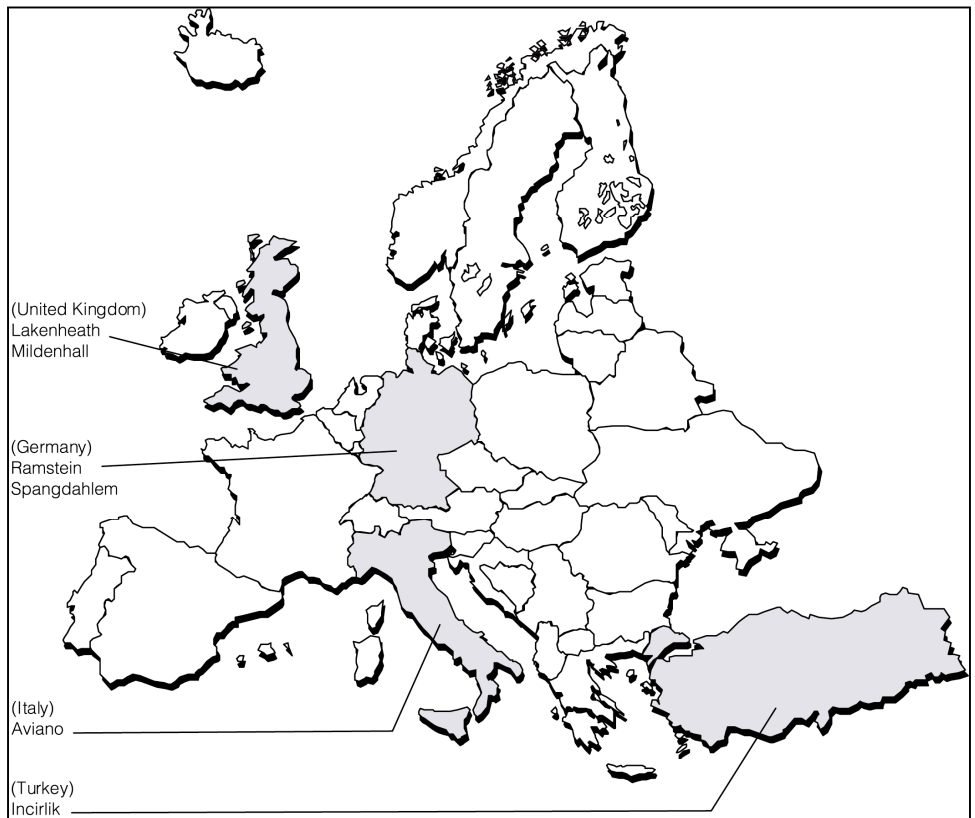 (United Kingdom)
Lakenheath
Mildenhall
(Germany)
Ramstein
Spangdahlem
(Italy)
Aviano
(Turkey)
Incirlik